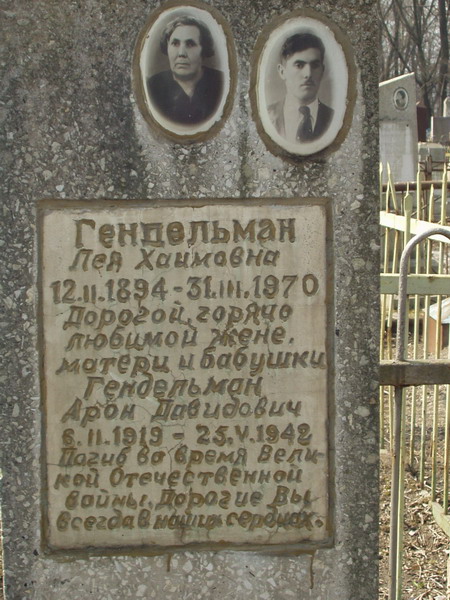 Гендельман
Лея Хаимовна
12.II.1894-31.III.1970
Дорогой, горячо
любимой жене,
матери и бабушки
Гендельман
Арон Давидович
6.II.1919 - 25.V.1942
Погиб во время Вели-
кой Отечественной
войны. Дорогие Вы
всегда в наших сердцах.